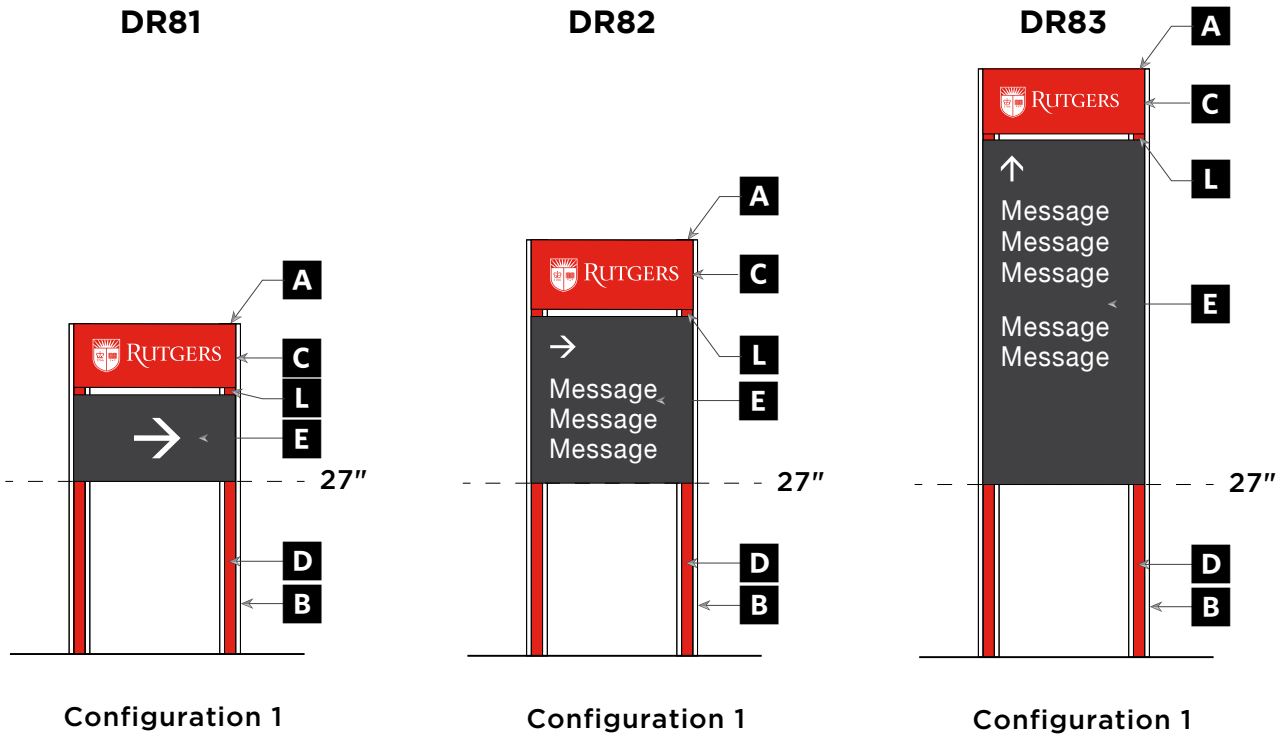 DR81
RUTGERS
A
C
L
E
27"
D
B
Configuration 1
DR82
RUTGERS
Message
Message
Message
A
C
L
E
27"
D
B
Configuration 1
DR83
RUTGERS
Message
Message
Message
Message
Message
A
C
L
E
27"
D
B
Configuration 1